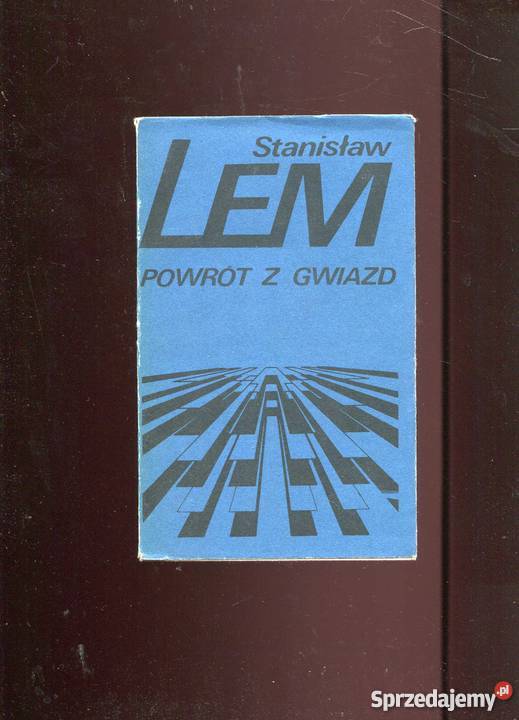 Stanisław
LEM
POWRÓT Z GWIAZD
Sprzedajemy.pl